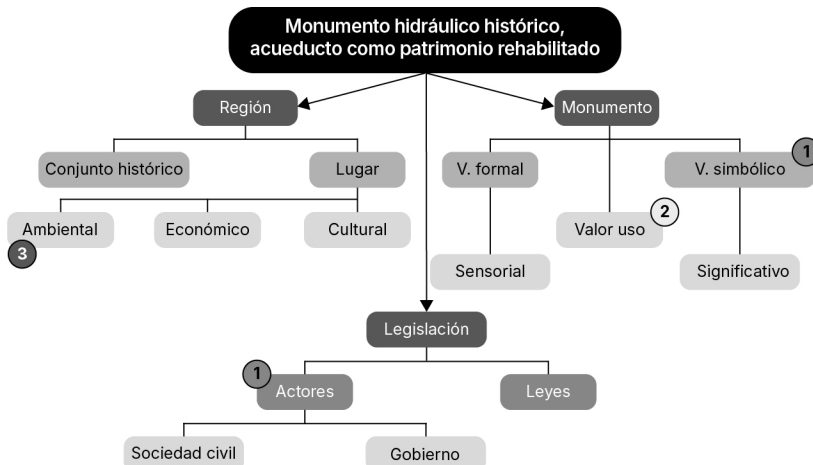 Monumento hidráulico histórico,
acueducto como patrimonio rehabilitado
Región
Monumento
Conjunto histórico
Lugar
V. formal
V. simbólico
1
Ambiental
3
Económico
Cultural
Valor uso
2
Sensorial
Significativo
Legislación
1
Actores
Leyes
Sociedad civil
Gobierno